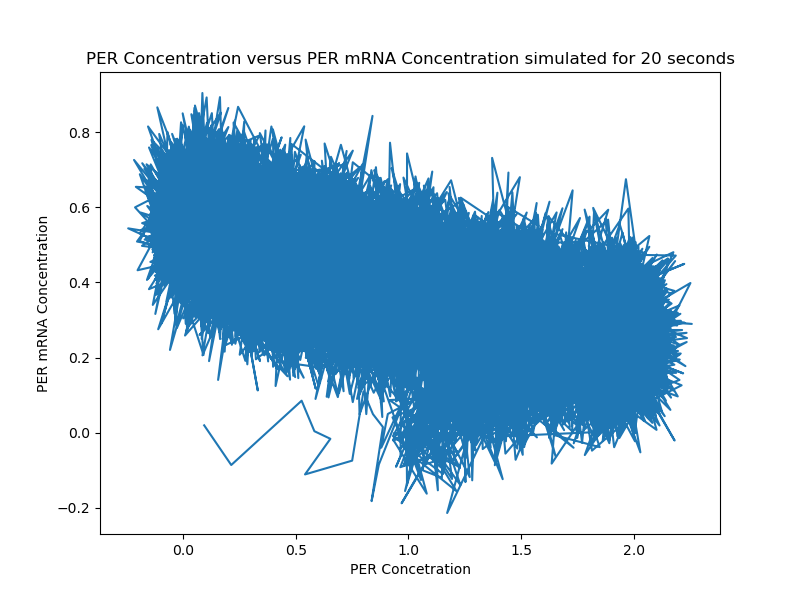 PER Concentration versus PER mRNA Concentration simulated for 20 seconds
0.8
0.6
0.4
0.2
0.0
−0.2
PER mRNA Concentration
0.0 0.5 1.0 1.5 2.0
PER Concetration